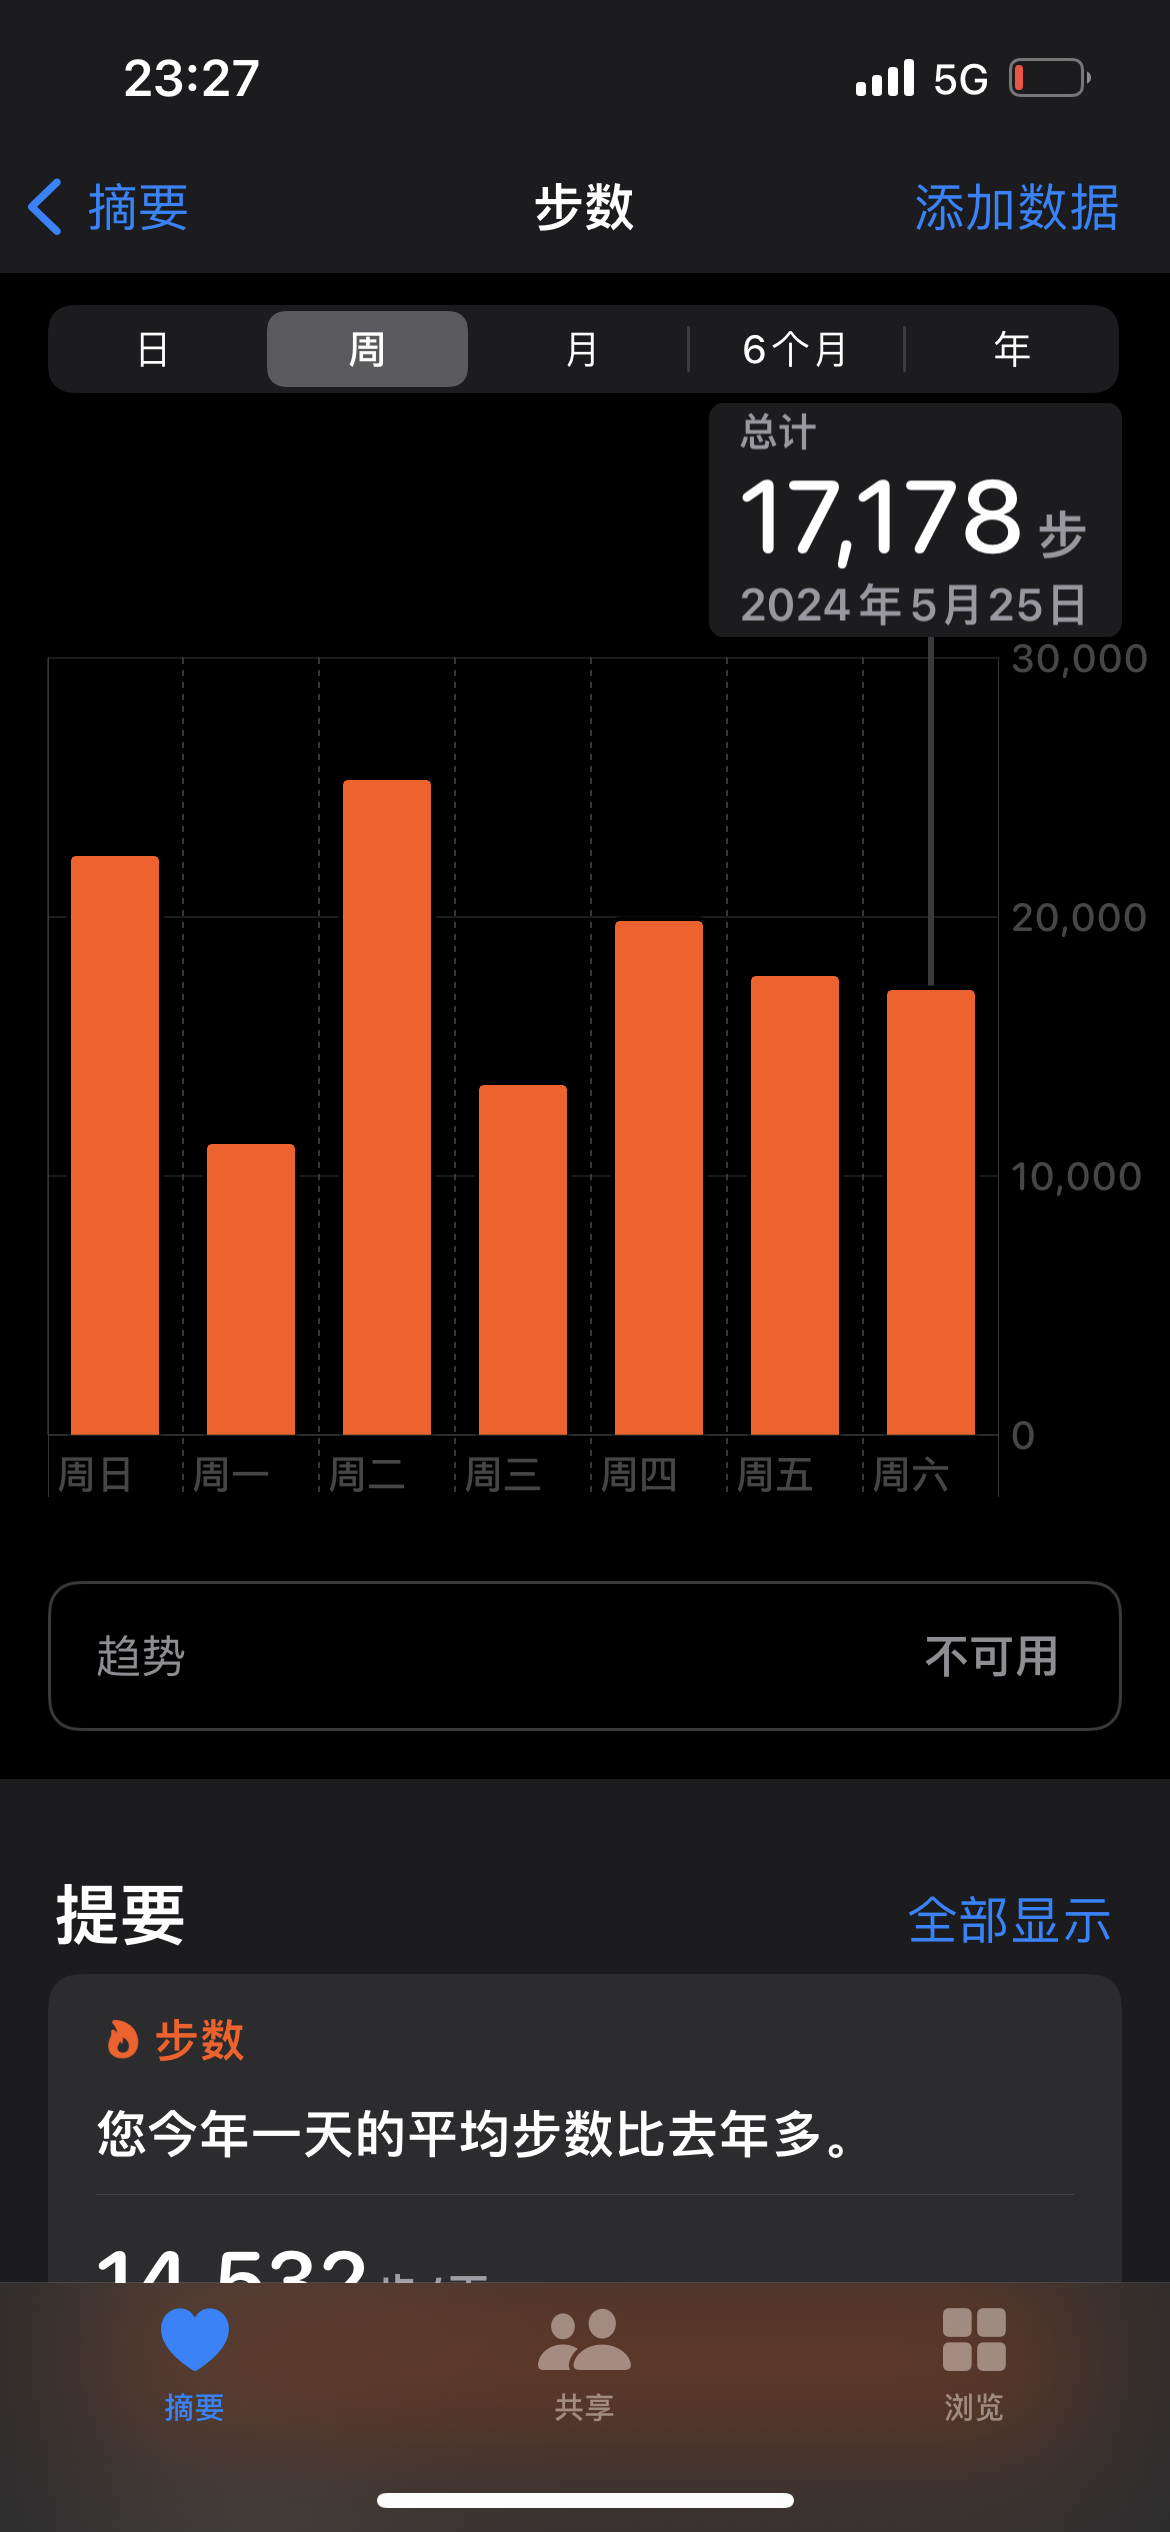 23:27
5G
摘要
步数
添加数据
日
周
月
6个月
年
总计
17,178 步
2024年5月25日
30,000
20,000
10,000
0
周日
周一
周二
周三
周四
周五
周六
趋势
不可用
提要
全部显示
步数
您今年一天的平均步数比去年多。
14,532 步/天
摘要
共享
浏览